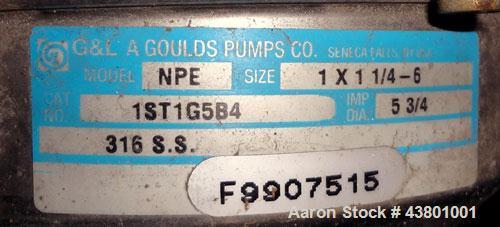 G&L A GOULDS PUMPS CO. SENECA FALLS, NY
MODEL NPE SIZE 1 X 1 1/4-6
CAT NO. 1ST1G5B4 IMP DIA. 5 3/4
316 S.S.
F9907515
Aaron Stock # 43801001